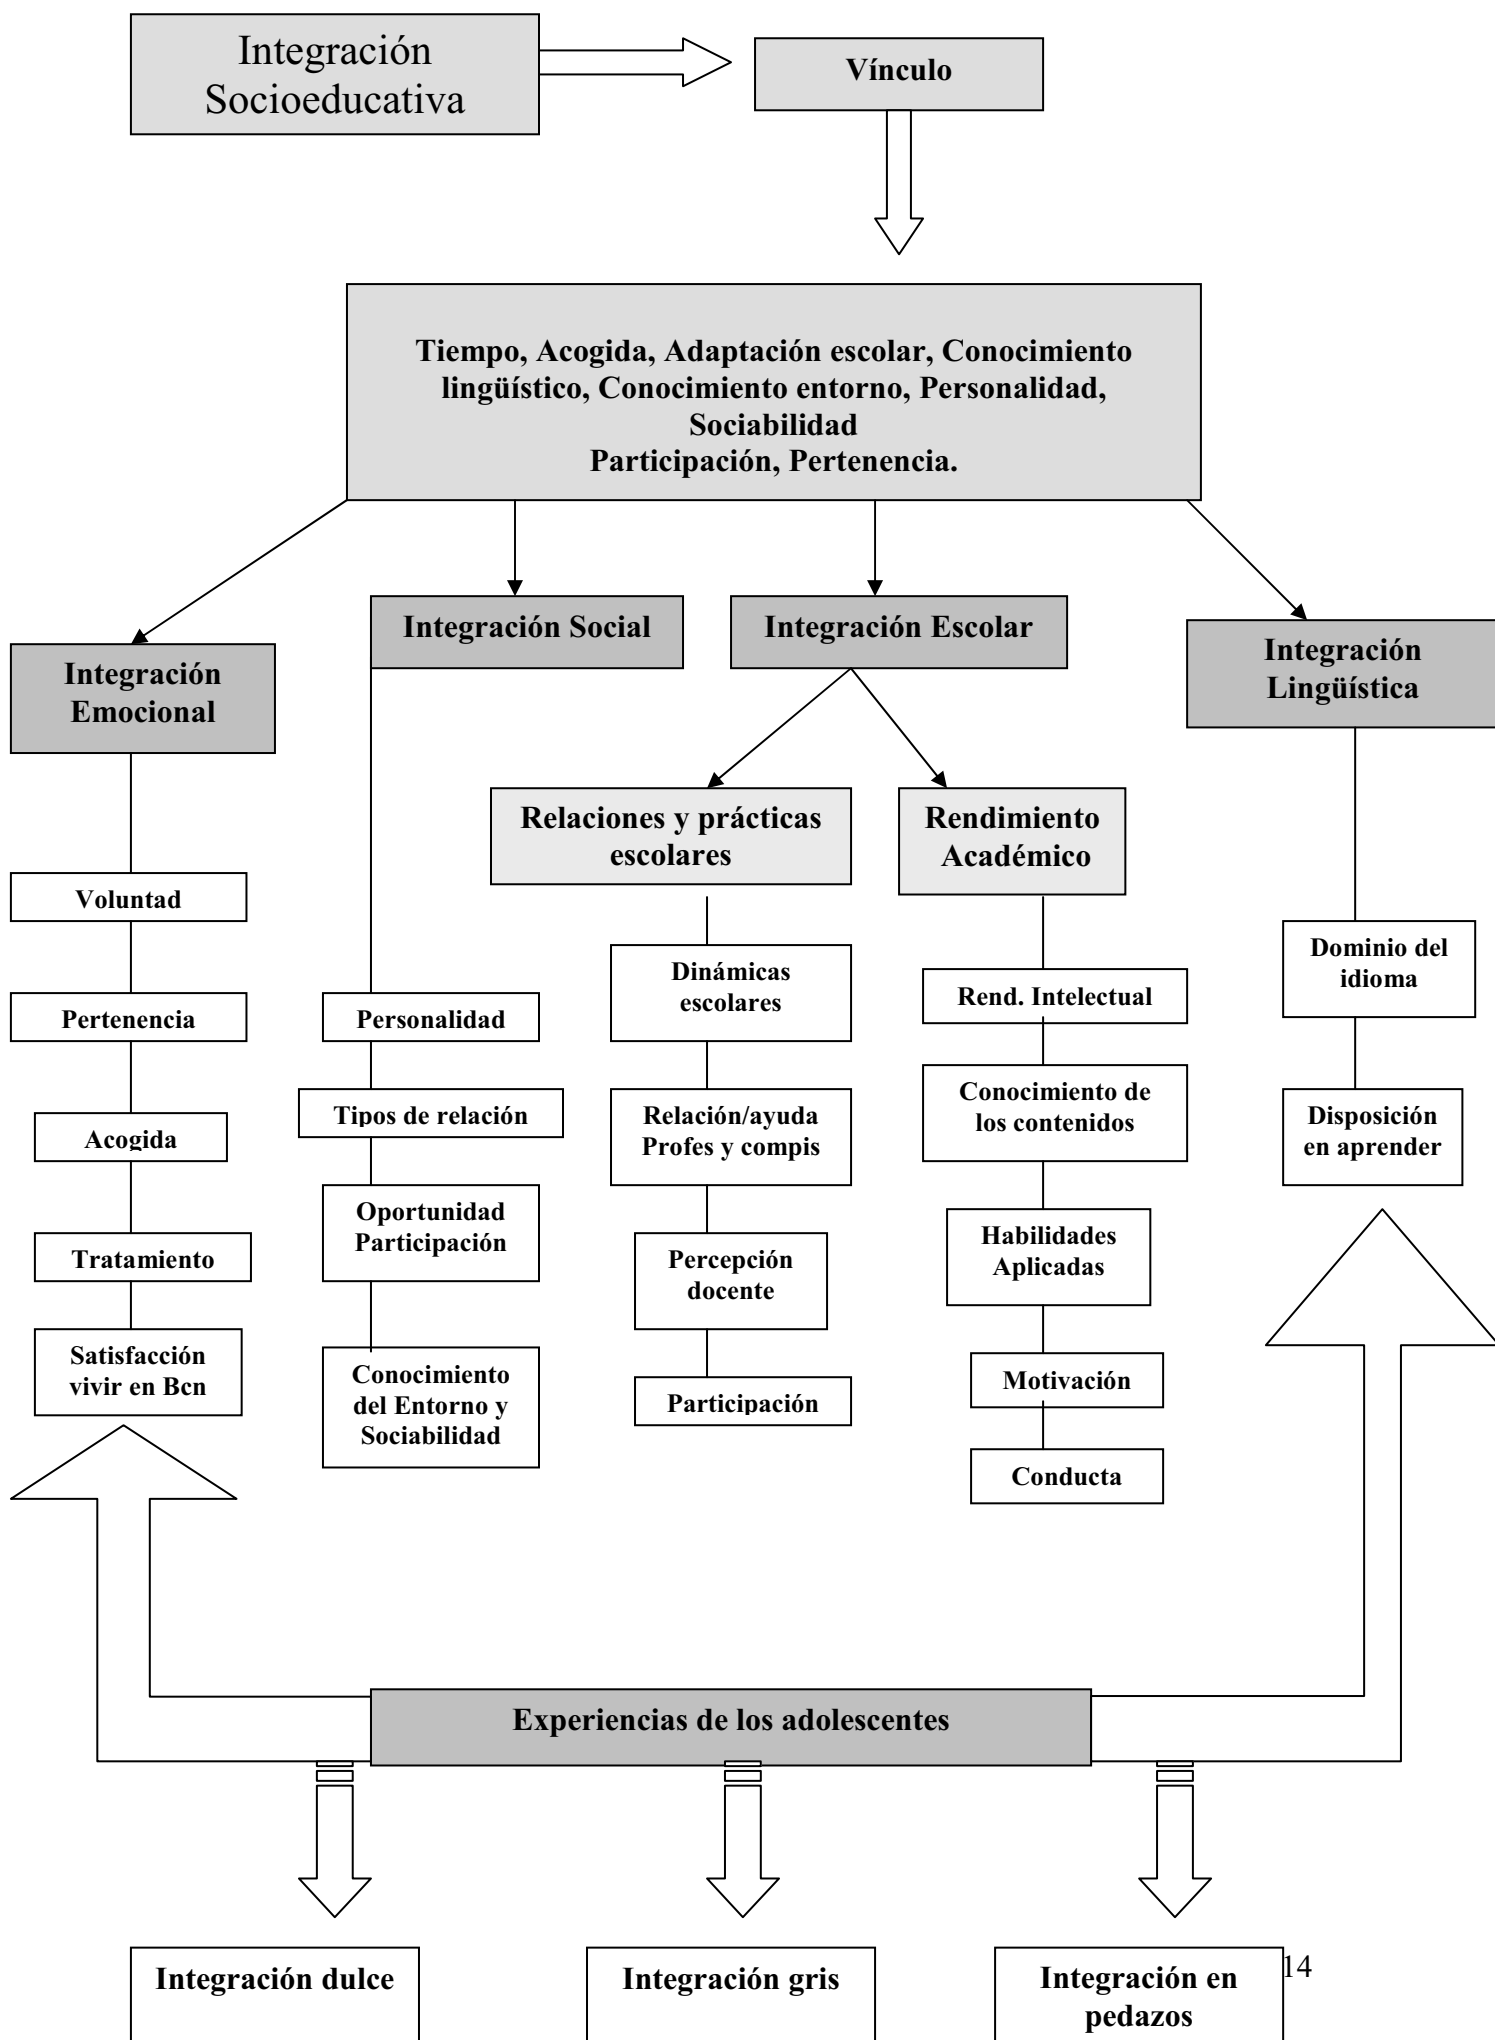 Integración
Socioeducativa
Vínculo
Tiempo, Acogida, Adaptación escolar, Conocimiento
lingüístico, Conocimiento entorno, Personalidad,
Sociabilidad
Participación, Pertenencia.
Integración
Emocional
Integración Social
Integración Escolar
Integración
Lingüística
Relaciones y prácticas
escolares
Rendimiento
Académico
Voluntad
Pertenencia
Acogida
Tratamiento
Satisfacción
vivir en Bcn
Personalidad
Tipos de relación
Oportunidad
Participación
Conocimiento
del Entorno y
Sociabilidad
Dinámicas
escolares
Relación/ayuda
Profes y compis
Percepción
docente
Participación
Rend. Intelectual
Conocimiento de
los contenidos
Habilidades
Aplicadas
Motivación
Conducta
Dominio del
idioma
Disposición
en aprender
Experiencias de los adolescentes
Integración dulce
Integración gris
Integración en
pedazos
14